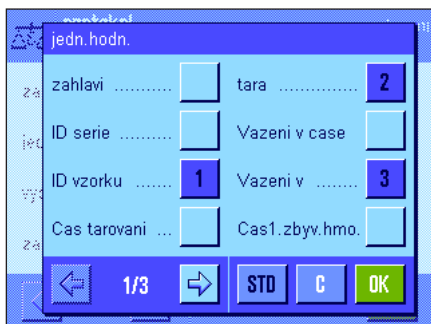 protokol
jedn.hodn.
zahlavi ...........
tara ............... 2
ID serie ..........
Vazeni v case
ID vzorku ....... 1
Vazeni v ........ 3
Cas tarovani ...
Cas1.zbyv.hmo.
1/3 STD C OK